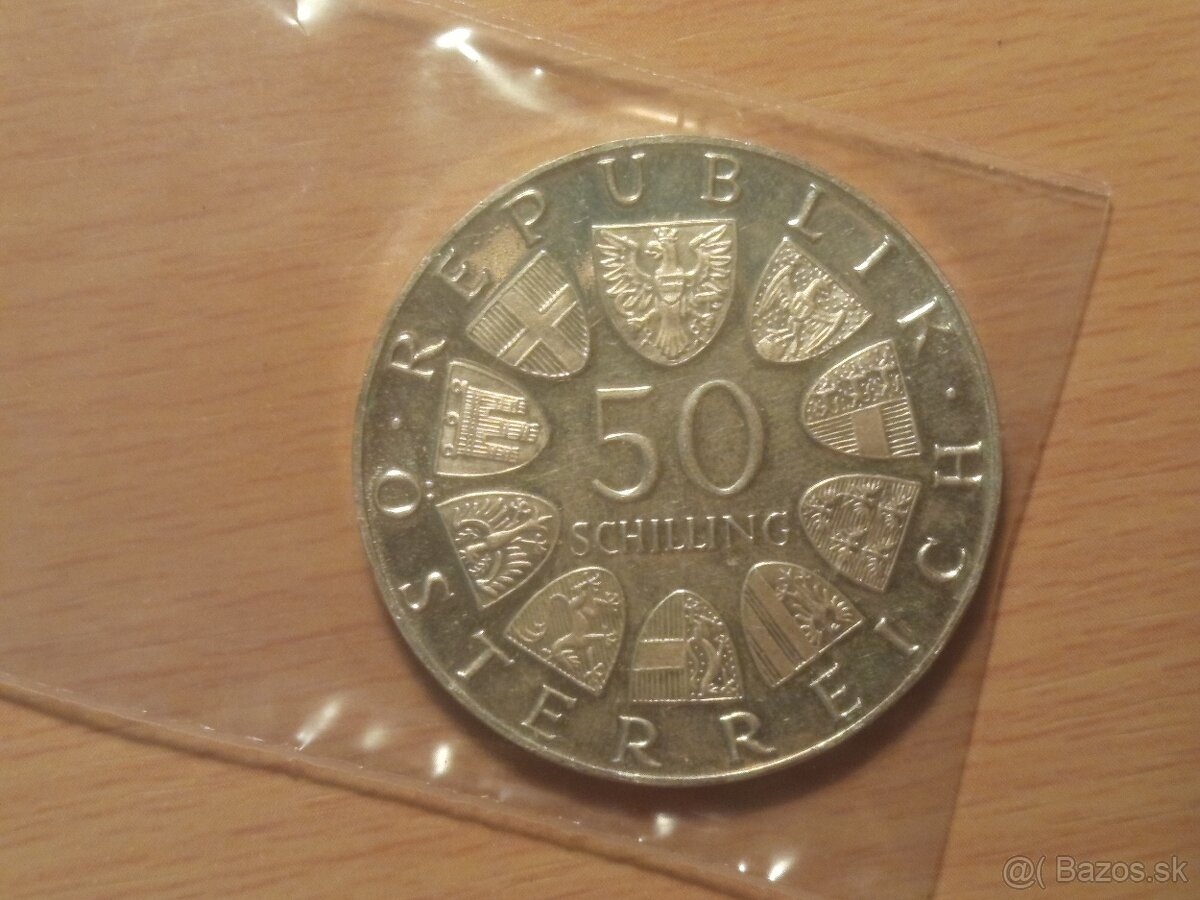 · REPUBLIK ·
ÖSTERREICH
50
SCHILLING
@( Bazos.sk